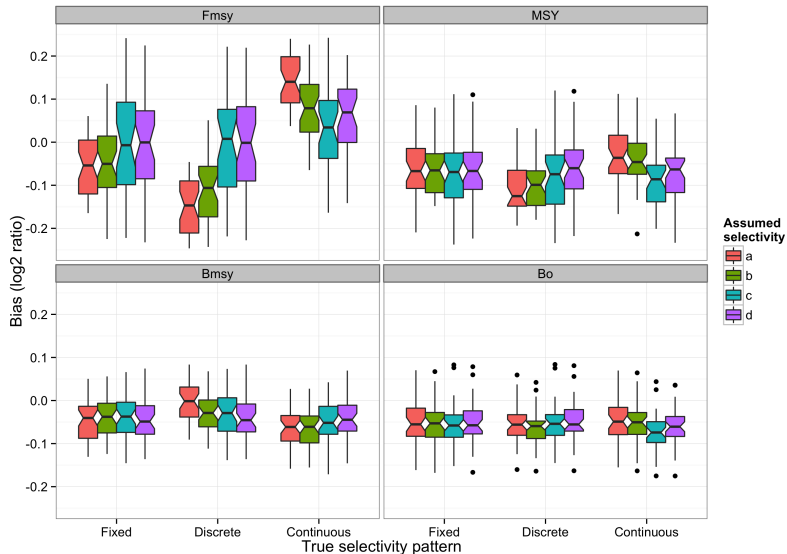 Fmsy
MSY
0.2
0.1
0.0
-0.1
-0.2
Bmsy
Bo
0.2
0.1
0.0
-0.1
-0.2
Bias (log2 ratio)
Fixed
Discrete
Continuous
Fixed
Discrete
Continuous
True selectivity pattern
Assumed
selectivity
a
b
c
d